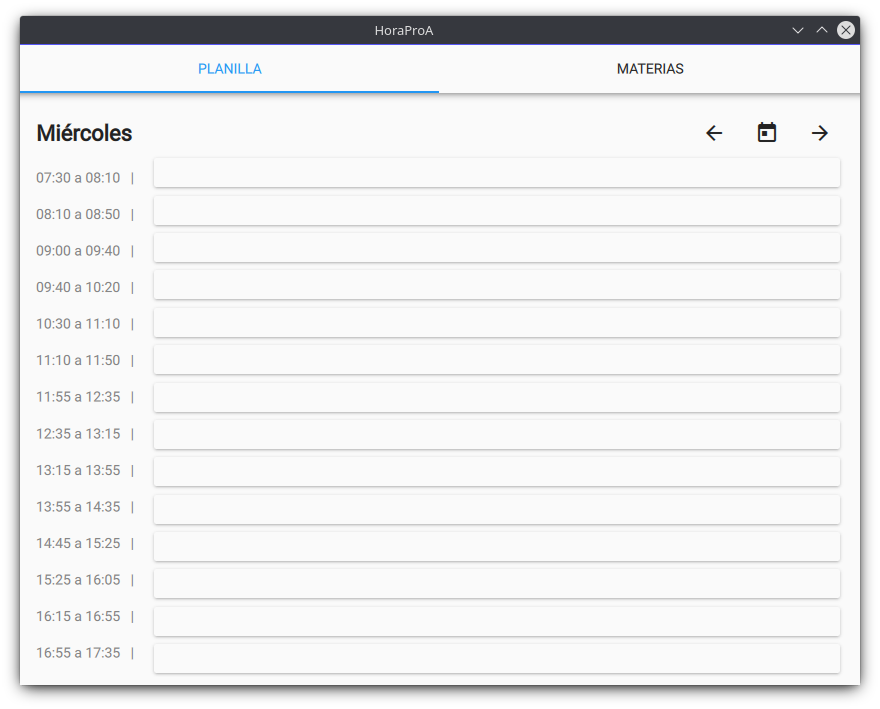 HoraProA
PLANILLA MATERIAS
Miércoles
07:30 a 08:10 |
08:10 a 08:50 |
09:00 a 09:40 |
09:40 a 10:20 |
10:30 a 11:10 |
11:10 a 11:50 |
11:55 a 12:35 |
12:35 a 13:15 |
13:15 a 13:55 |
13:55 a 14:35 |
14:45 a 15:25 |
15:25 a 16:05 |
16:15 a 16:55 |
16:55 a 17:35 |